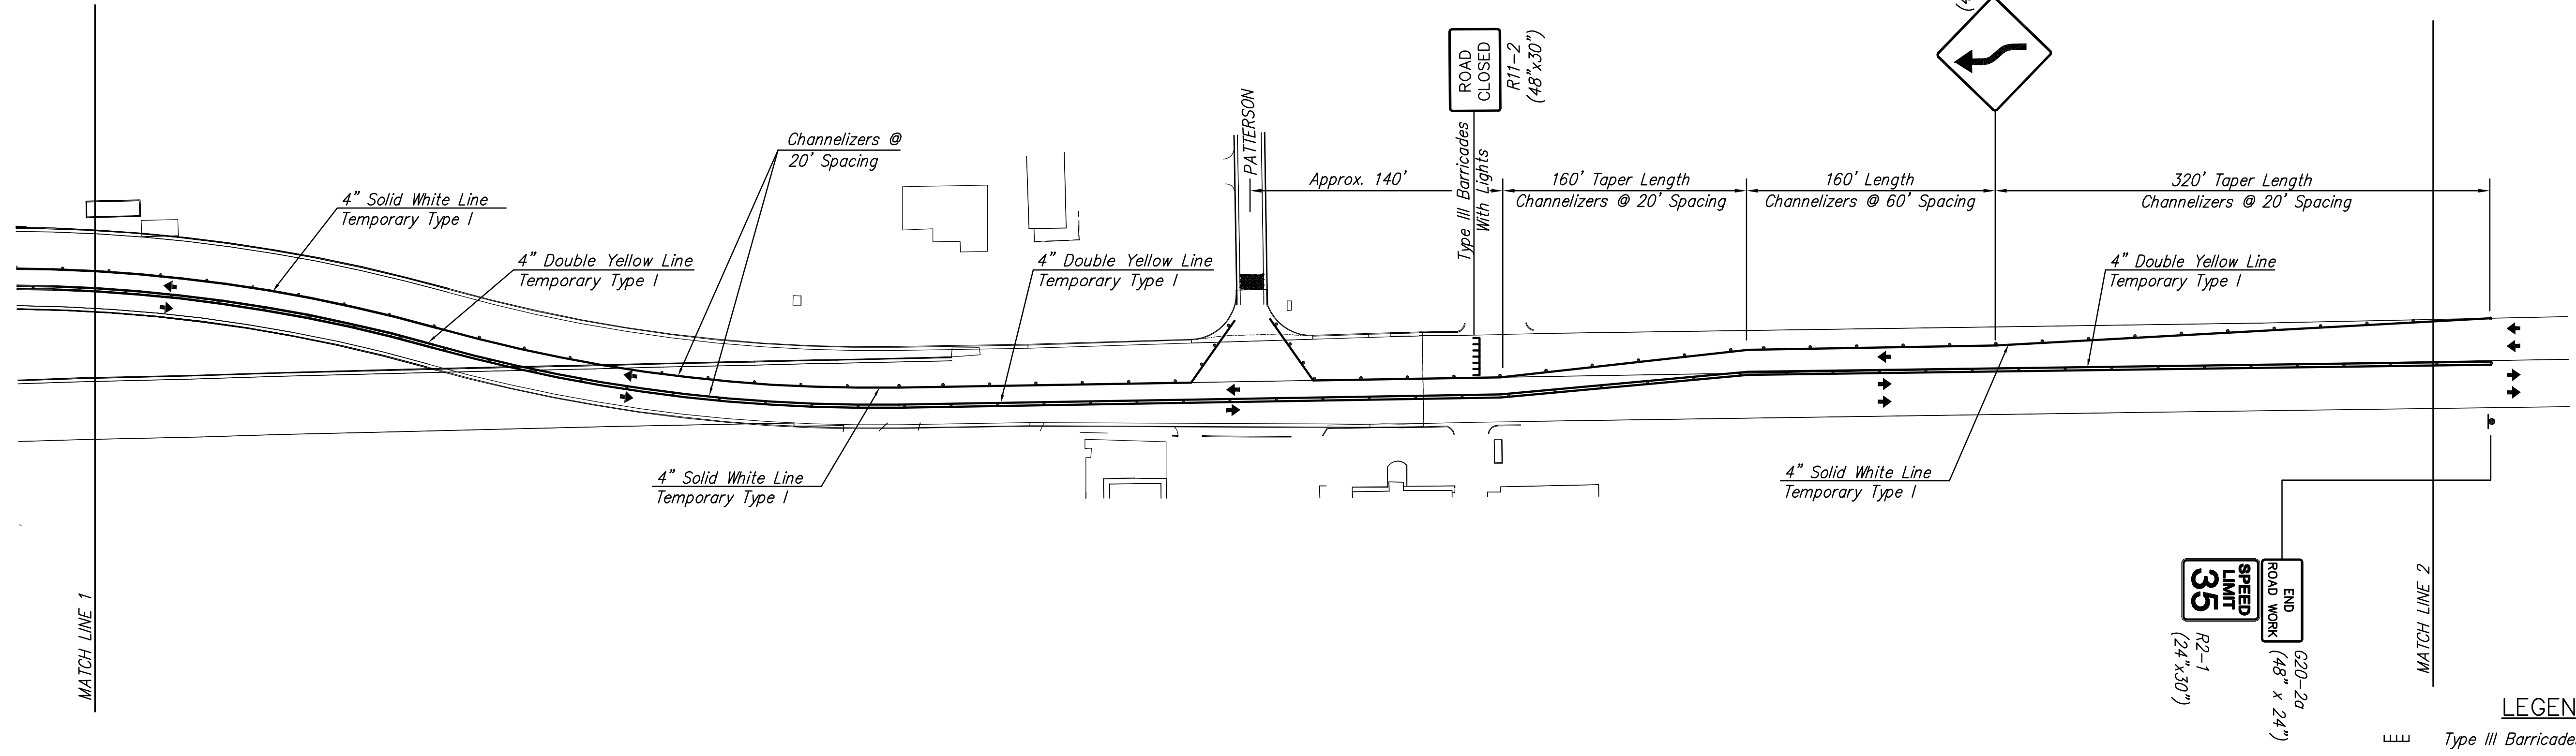 ROAD
CLOSED
R11-2
(48"x30")
Type III Barricades
With Lights
PATTERSON
Channelizers @
20' Spacing
4" Solid White Line
Temporary Type I
4" Double Yellow Line
Temporary Type I
4" Double Yellow Line
Temporary Type I
Approx. 140'
160' Taper Length
Channelizers @ 20' Spacing
160' Length
Channelizers @ 60' Spacing
320' Taper Length
Channelizers @ 20' Spacing
4" Double Yellow Line
Temporary Type I
4" Solid White Line
Temporary Type I
4" Solid White Line
Temporary Type I
MATCH LINE 1
MATCH LINE 2
SPEED
LIMIT
35
R2-1
(24"x30")
END
ROAD WORK
G20-2a
(48" x 24")
LEGEN
Type III Barricade